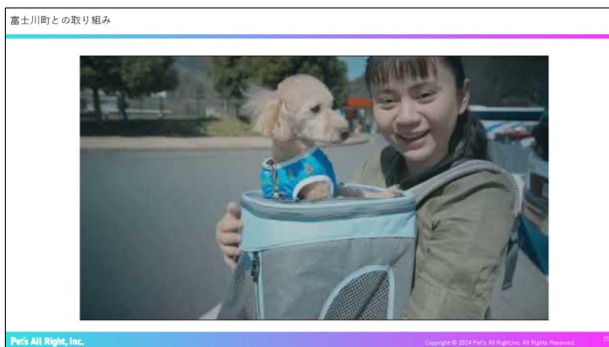 富士川町との取り組み
Pet's All Right, Inc.
Copyright © 2024 Pet's All Right,Inc. All Rights Reserved.